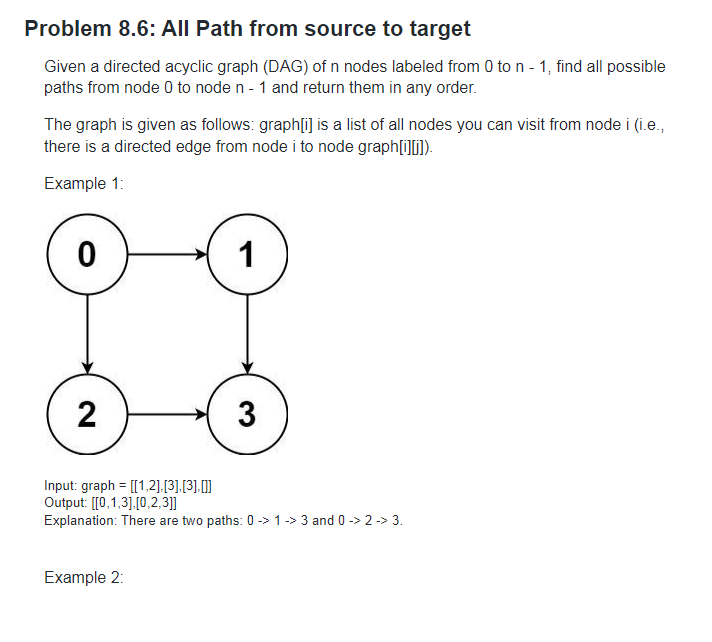 Problem 8.6: All Path from source to target
Given a directed acyclic graph (DAG) of n nodes labeled from 0 to n - 1, find all possible
paths from node 0 to node n - 1 and return them in any order.
The graph is given as follows: graph[i] is a list of all nodes you can visit from node i (i.e.,
there is a directed edge from node i to node graph[i][j]).
Example 1:
0
1
2
3
Input: graph = [[1,2],[3],[3],[]]
Output: [[0,1,3],[0,2,3]]
Explanation: There are two paths: 0 -> 1 -> 3 and 0 -> 2 -> 3.
Example 2: